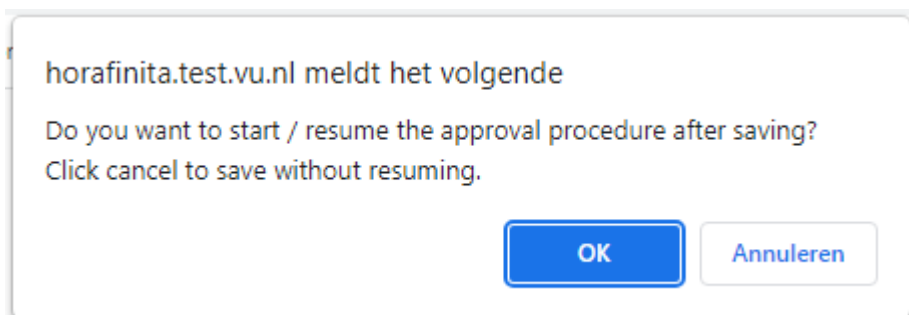 horafinita.test.vu.nl meldt het volgende
Do you want to start / resume the approval procedure after saving?
Click cancel to save without resuming.
OK
Annuleren